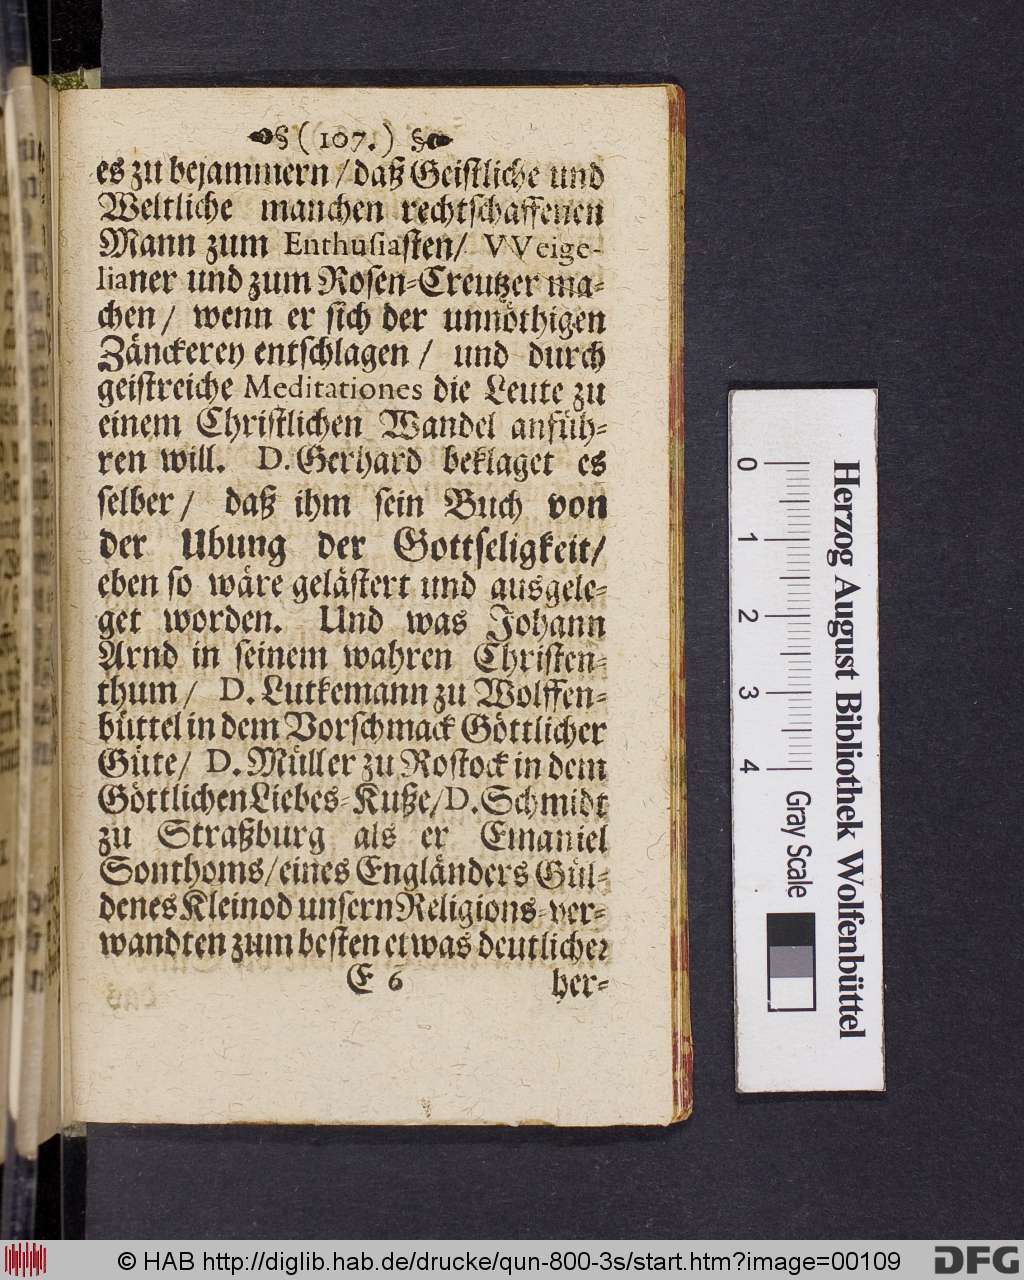 § ( 107. ) §
es zu bejammern / daß Geistliche und
Weltliche manchen rechtschaffenen
Mann zum Enthusiasten / VVeige-
lianer und zum Rosen-Creutzer ma-
chen / wenn er sich der unnöthigen
Zänckerey entschlagen / und durch
geistreiche Meditationes die Leute zu
einem Christlichen Wandel anfüh-
ren will. D. Gerhard beklaget es
selber / daß ihm sein Buch von
der Ubung der Gottseligkeit /
eben so wäre gelästert und ausgele-
get worden. Und was Johann
Arnd in seinem wahren Christen-
thum / D. Lutkemann zu Wolffen-
büttel in dem Vorschmack Göttlicher
Güte / D. Müller zu Rostock in dem
Göttlichen Liebes-Kuße / D. Schmidt
zu Straßburg als er Emaniel
Sonthoms / eines Engländers Gül-
denes Kleinod unsern Religions-ver-
wandten zum besten etwas deutlicher
E 6 her-
Herzog August Bibliothek Wolfenbüttel
0 1 2 3 4
Gray Scale
© HAB http://diglib.hab.de/drucke/qun-800-3s/start.htm?image=00109
DFG